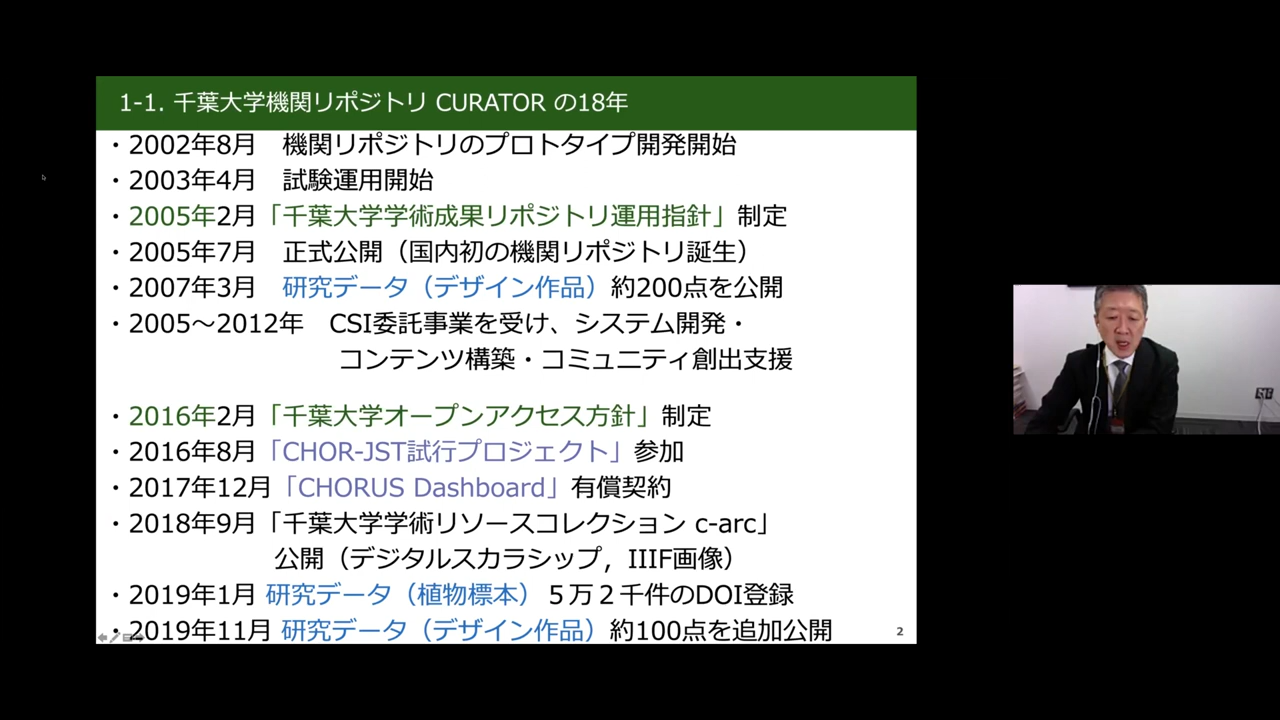 1-1. 千葉大学機関リポジトリ CURATOR の18年
・2002年8月　機関リポジトリのプロトタイプ開発開始
・2003年4月　試験運用開始
・2005年2月「千葉大学学術成果リポジトリ運用指針」制定
・2005年7月　正式公開（国内初の機関リポジトリ誕生）
・2007年3月　研究データ（デザイン作品）約200点を公開
・2005～2012年　CSI委託事業を受け、システム開発・
コンテンツ構築・コミュニティ創出支援
・2016年2月「千葉大学オープンアクセス方針」制定
・2016年8月「CHOR-JST試行プロジェクト」参加
・2017年12月「CHORUS Dashboard」有償契約
・2018年9月「千葉大学学術リソースコレクション c-arc」
公開（デジタルスカラシップ，IIIF画像）
・2019年1月 研究データ（植物標本）５万２千件のDOI登録
・2019年11月 研究データ（デザイン作品）約100点を追加公開
2